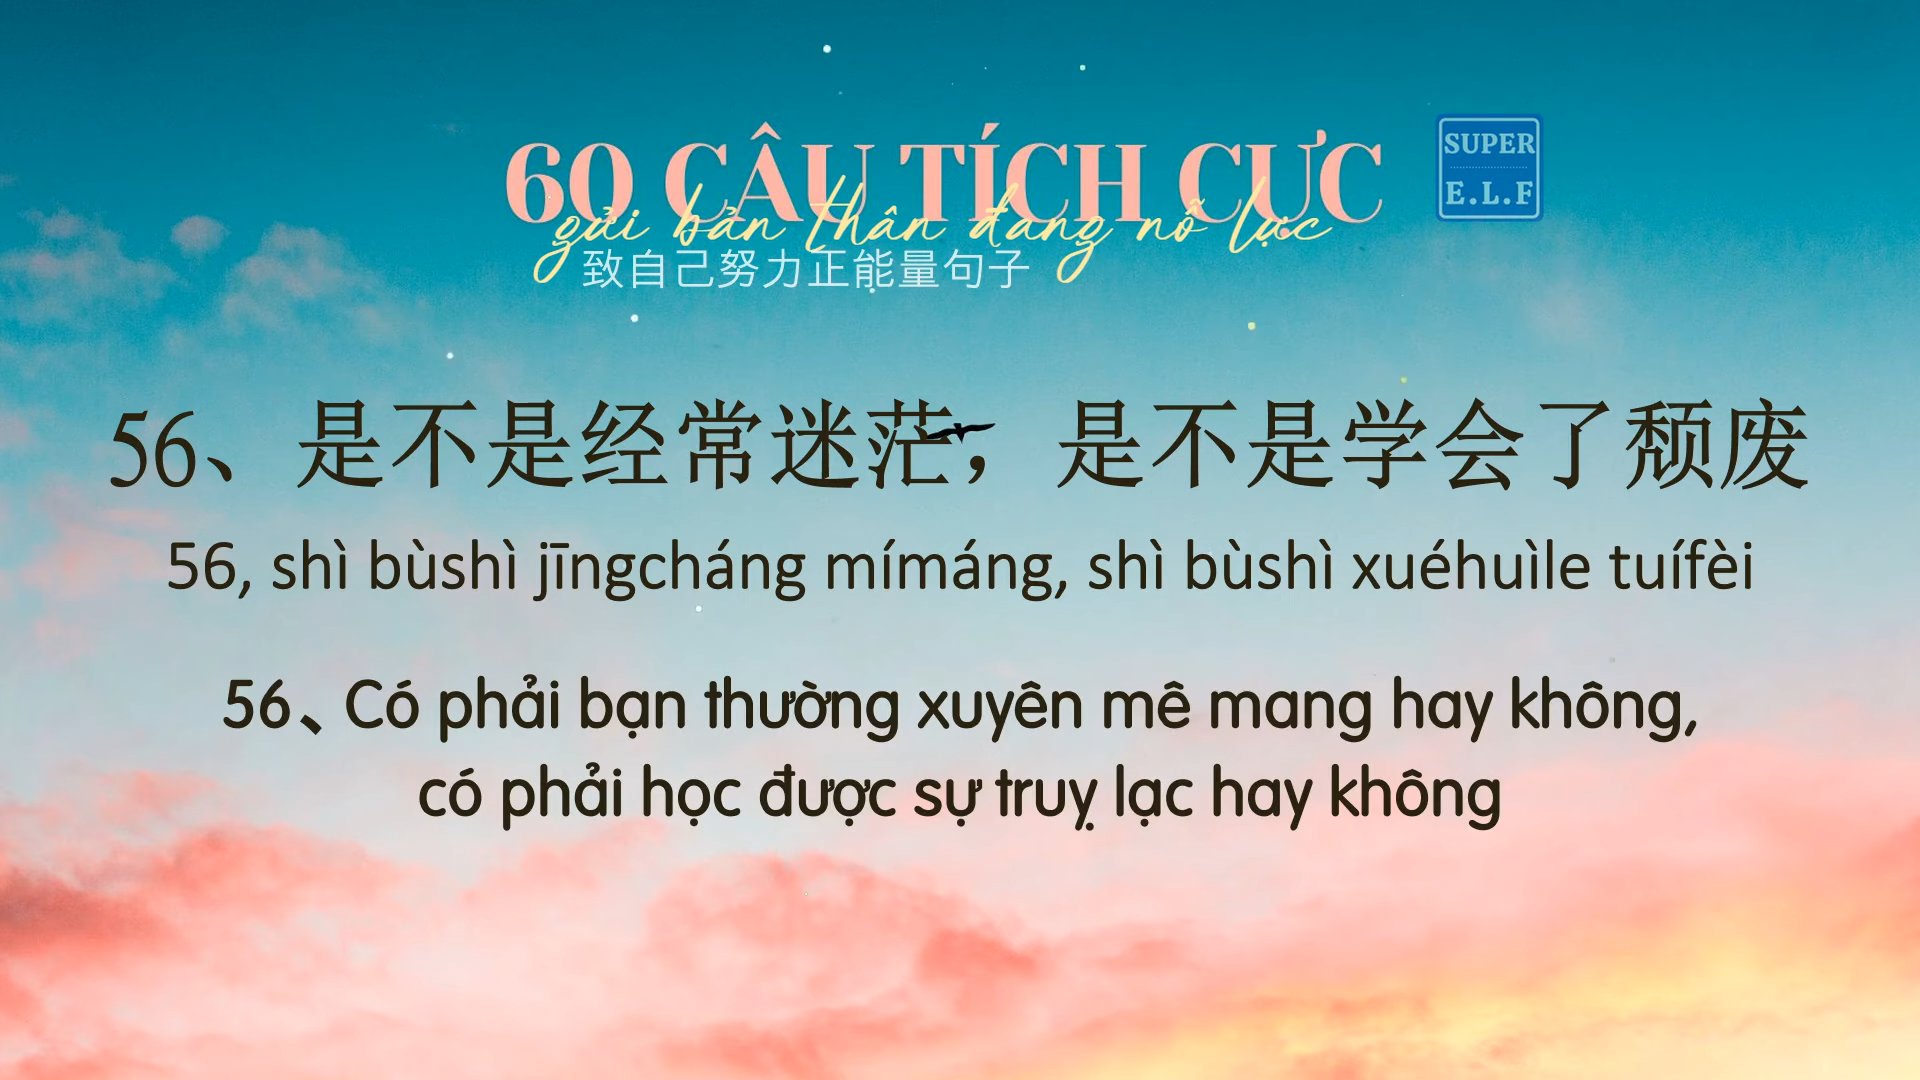 60 CÂU TÍCH CỰC
gửi bản thân đang nỗ lực
致自己努力正能量句子
SUPER
E.L.F
56、是不是经常迷茫，是不是学会了颓废
56, shì bùshì jīngcháng mímáng, shì bùshì xuéhuìle tuífèi
56、Có phải bạn thường xuyên mê mang hay không,
có phải học được sự truỵ lạc hay không